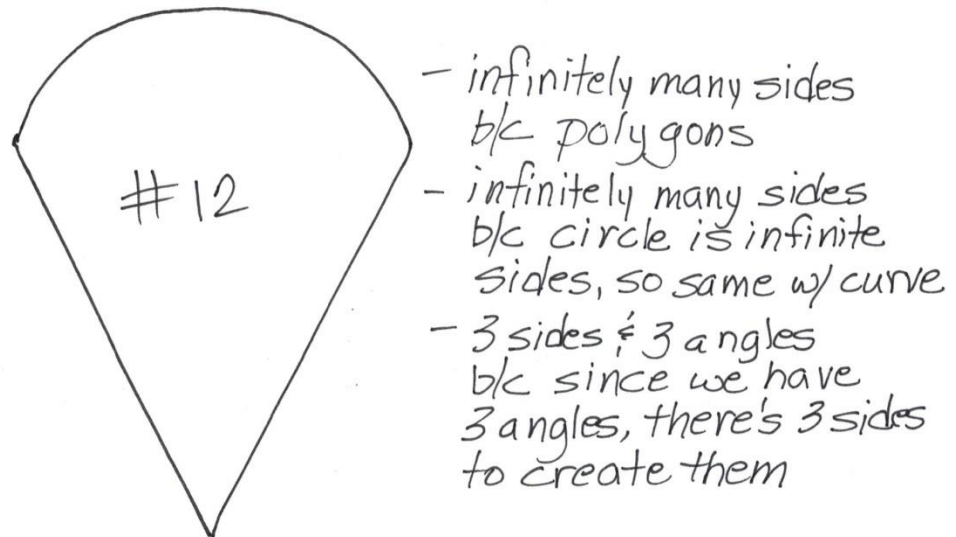 #12
- infinitely many sides
b/c polygons
- infinitely many sides
b/c circle is infinite
sides, so same w/ curve
- 3 sides & 3 angles
b/c since we have
3 angles, there's 3 sides
to create them